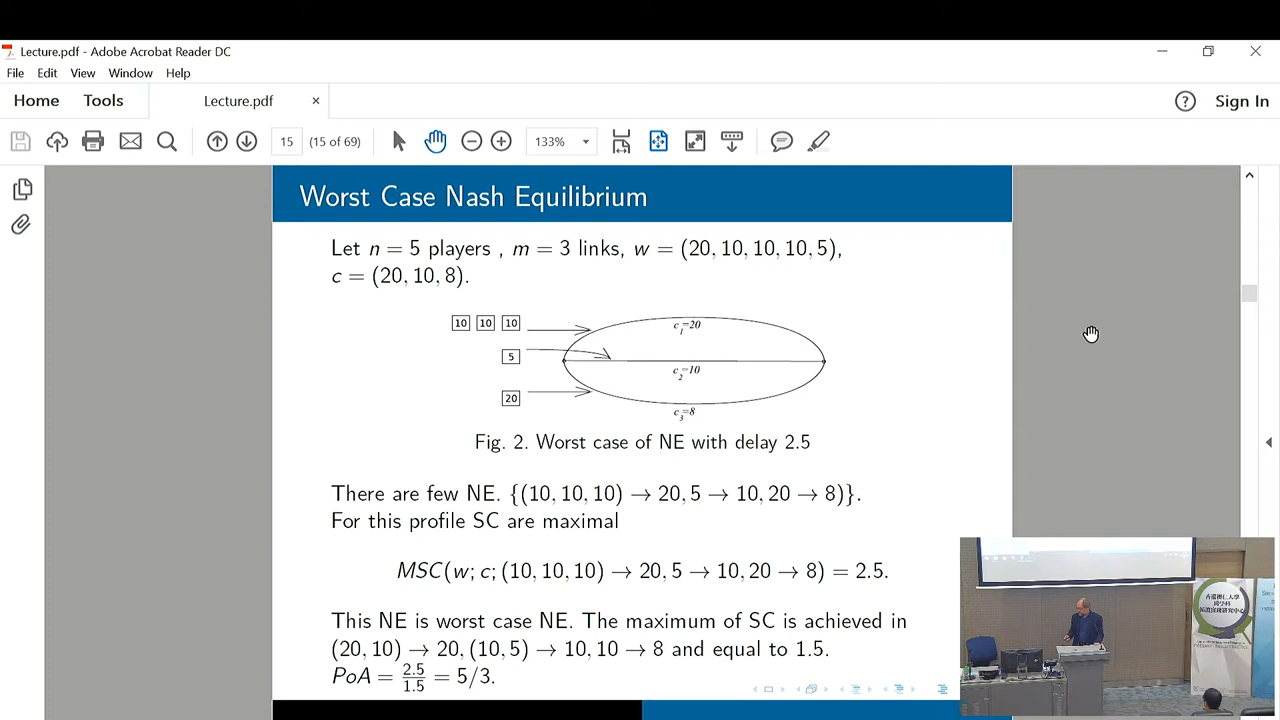 Lecture.pdf - Adobe Acrobat Reader DC
File Edit View Window Help
Home Tools Lecture.pdf × ? Sign In
15 (15 of 69) 133%
Worst Case Nash Equilibrium
Let n = 5 players , m = 3 links, w = (20, 10, 10, 10, 5),
c = (20, 10, 8).
10 10 10
c₁=20
5
c₂=10
20
c₃=8
Fig. 2. Worst case of NE with delay 2.5
There are few NE. {(10, 10, 10) → 20, 5 → 10, 20 → 8)}.
For this profile SC are maximal
MSC(w; c; (10, 10, 10) → 20, 5 → 10, 20 → 8) = 2.5.
This NE is worst case NE. The maximum of SC is achieved in
(20, 10) → 20, (10, 5) → 10, 10 → 8 and equal to 1.5.
PoA = 2.5/1.5 = 5/3.